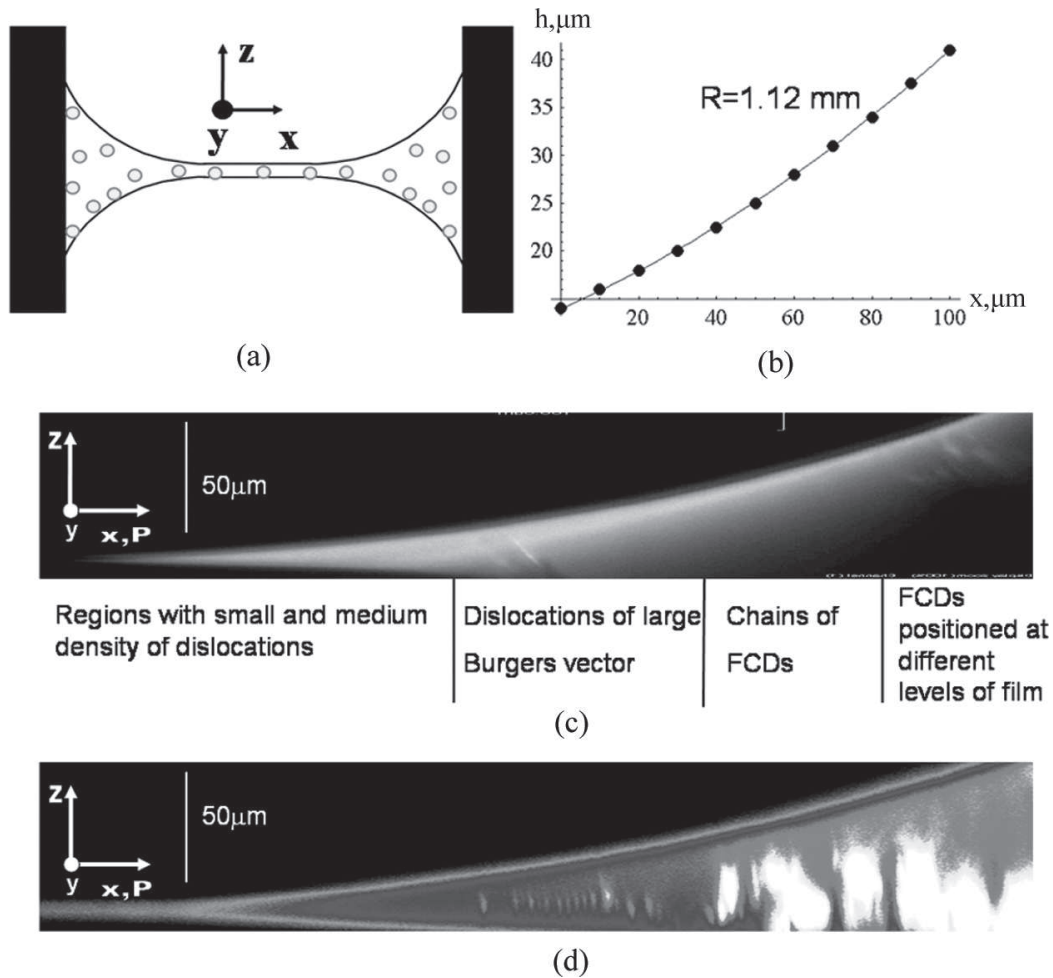 z
y
x
(a)
h,μm
40
35
30
25
20
R=1.12 mm
20
40
60
80
100
x,μm
(b)
z
50μm
y
x,P
Regions with small and medium
density of dislocations
Dislocations of large
Burgers vector
Chains of
FCDs
FCDs
positioned at
different
levels of film
(c)
z
50μm
y
x,P
(d)